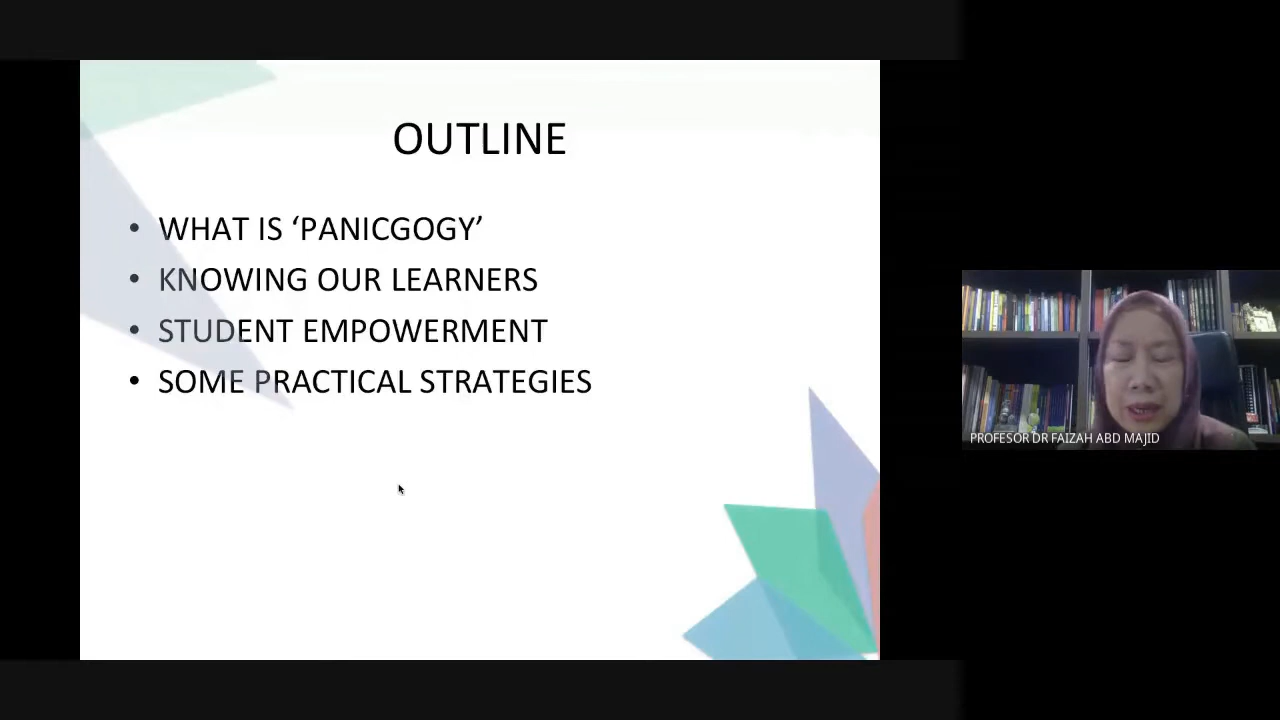 OUTLINE
• WHAT IS ‘PANICGOGY’
• KNOWING OUR LEARNERS
• STUDENT EMPOWERMENT
• SOME PRACTICAL STRATEGIES
PROFESOR DR FAIZAH ABD MAJID